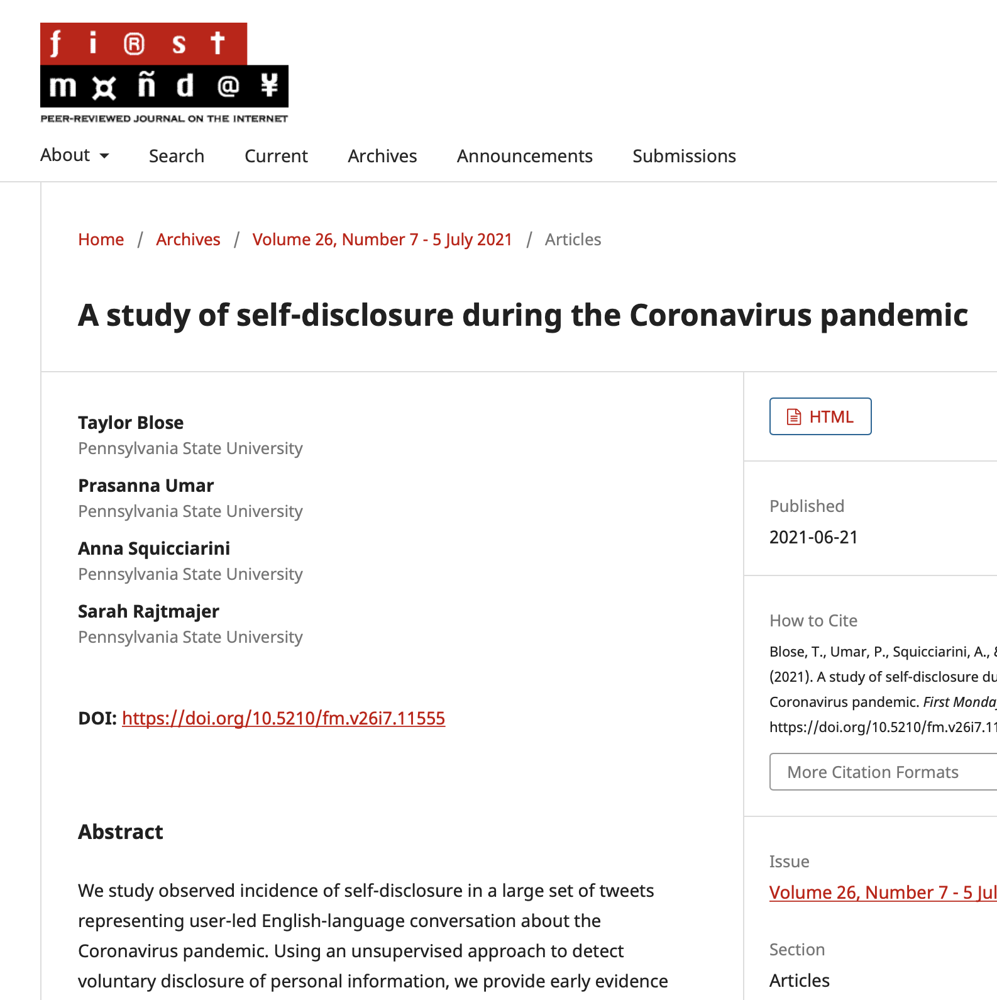 ƒ i ® s †
m ¤ ñ d @ ¥
PEER-REVIEWED JOURNAL ON THE INTERNET
About Search Current Archives Announcements Submissions
Home / Archives / Volume 26, Number 7 - 5 July 2021 / Articles
A study of self-disclosure during the Coronavirus pandemic
Taylor Blose
Pennsylvania State University
Prasanna Umar
Pennsylvania State University
Anna Squicciarini
Pennsylvania State University
Sarah Rajtmajer
Pennsylvania State University
DOI: https://doi.org/10.5210/fm.v26i7.11555
Abstract
We study observed incidence of self-disclosure in a large set of tweets
representing user-led English-language conversation about the
Coronavirus pandemic. Using an unsupervised approach to detect
voluntary disclosure of personal information, we provide early evidence
HTML
Published
2021-06-21
How to Cite
Blose, T., Umar, P., Squicciarini, A., &
(2021). A study of self-disclosure du
Coronavirus pandemic. First Monday
https://doi.org/10.5210/fm.v26i7.11
More Citation Formats
Issue
Volume 26, Number 7 - 5 Jul
Section
Articles